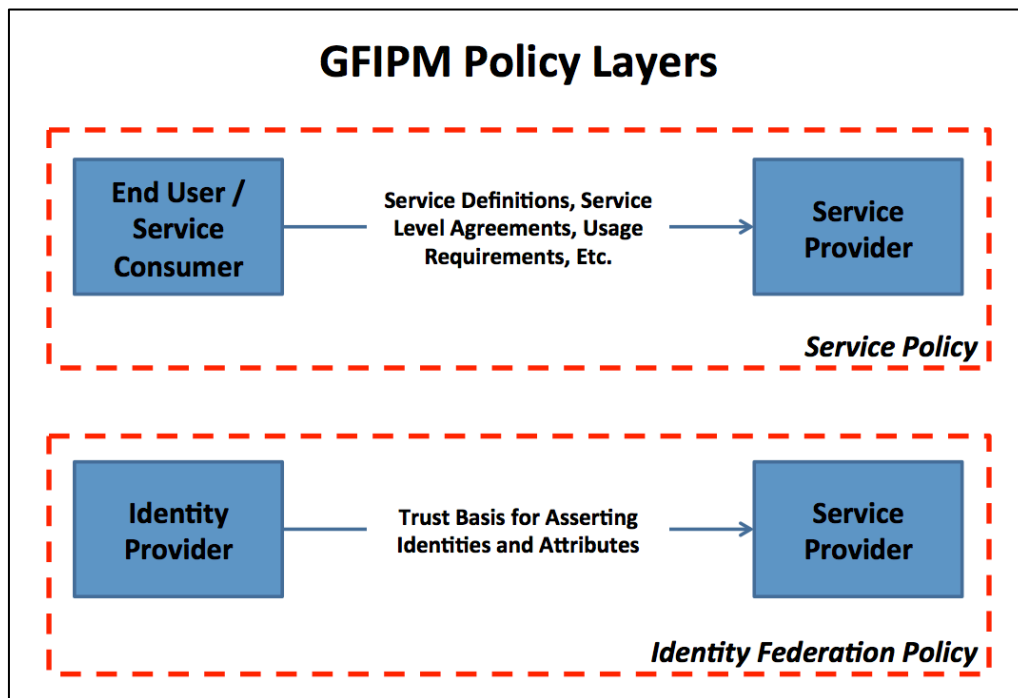 GFIPM Policy Layers
End User /
Service
Consumer
Service Definitions, Service
Level Agreements, Usage
Requirements, Etc.
Service
Provider
Service Policy
Identity
Provider
Trust Basis for Asserting
Identities and Attributes
Service
Provider
Identity Federation Policy